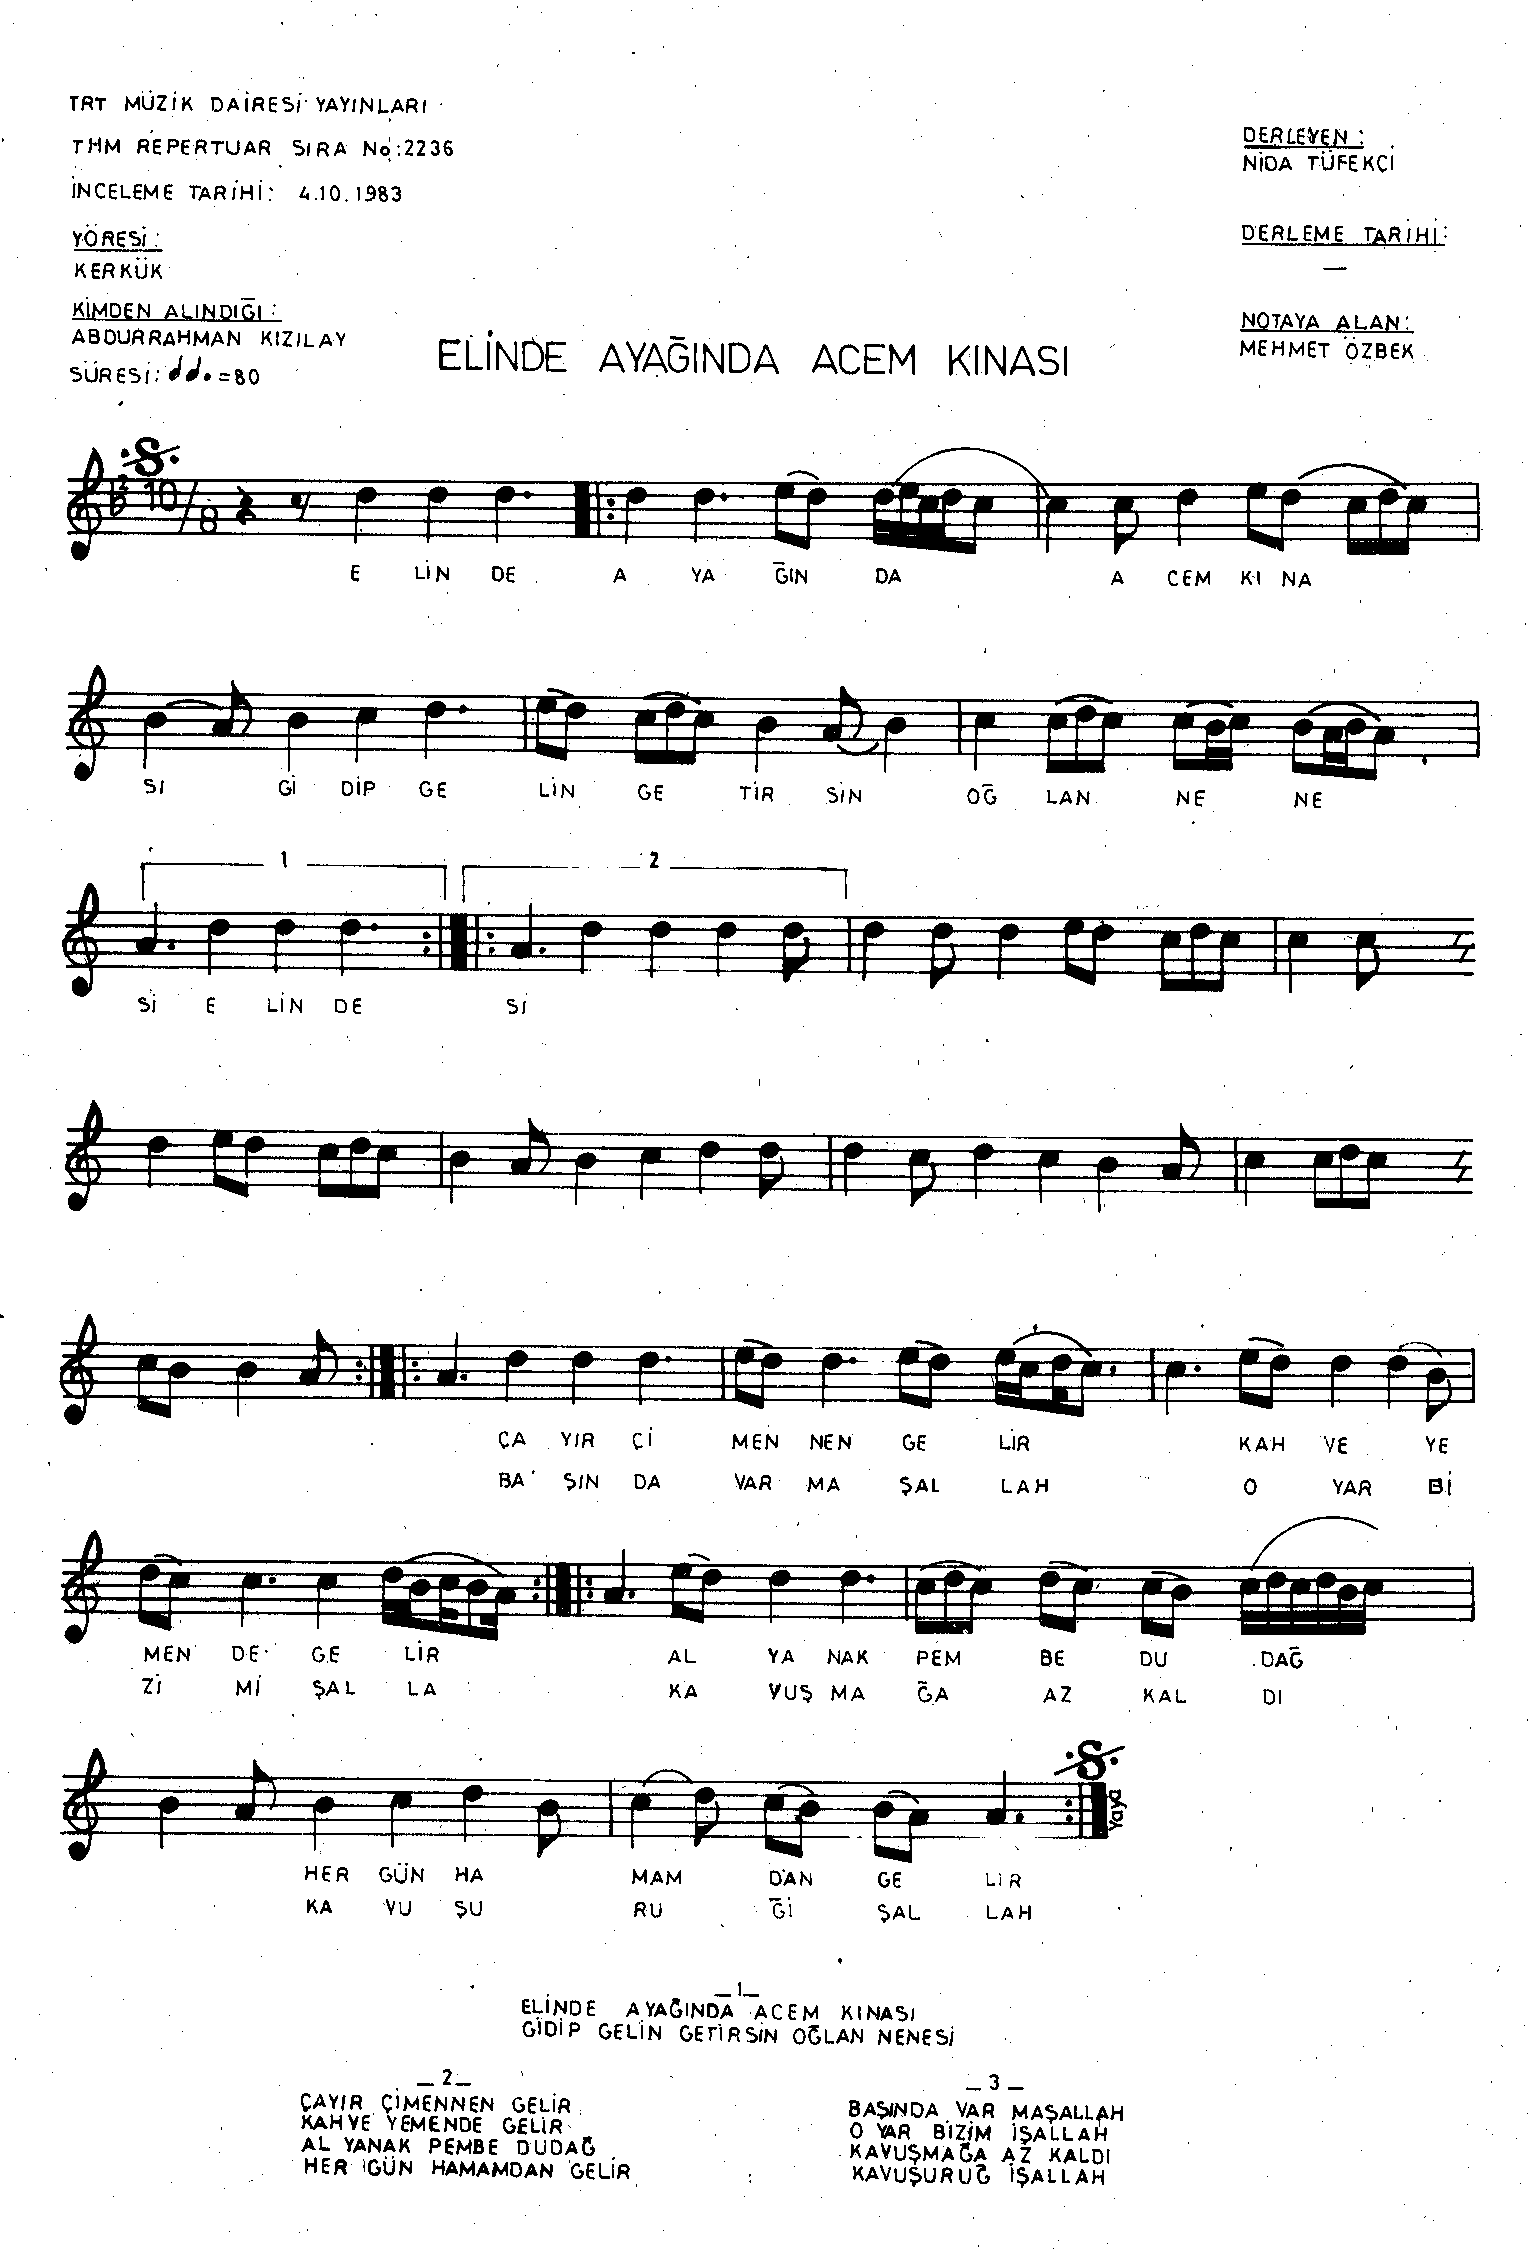 TRT MÜZİK DAİRESİ YAYINLARI
THM REPERTUAR SIRA No:2236
İNCELEME TARİHİ: 4.10.1983
YÖRESİ:
KERKÜK
KİMDEN ALINDIĞI:
ABDURRAHMAN KIZILAY
SÜRESİ: =80
DERLEYEN:
NİDA TÜFEKÇİ
DERLEME TARİHİ:
—
NOTAYA ALAN:
MEHMET ÖZBEK
ELİNDE AYAĞINDA ACEM KINASI
10/8
E LİN DE A YA ĞIN DA A CEM KI NA
SI Gİ DİP GE LİN GE TİR SİN OĞ LAN NE NE
1 2
Sİ E LİN DE Sİ
ÇA YIR Çİ MEN NEN GE LİR KAH VE YE
BA ŞIN DA VAR MA ŞAL LAH O YAR Bİ
MEN DE GE LİR AL YA NAK PEM BE DU DAĞ
Zİ Mİ ŞAL LA KA VUŞ MA ĞA AZ KAL DI
Yaya
HER GÜN HA MAM DAN GE LİR
KA VU ŞU RU Ğİ ŞAL LAH
_1_
ELİNDE AYAĞINDA ACEM KINASI
GİDİP GELİN GETİRSİN OĞLAN NENESİ
_2_
ÇAYIR ÇİMENNEN GELİR
KAHVE YEMENDE GELİR
AL YANAK PEMBE DUDAĞ
HER GÜN HAMAMDAN GELİR
_3_
BAŞINDA VAR MAŞALLAH
O YAR BİZİM İŞALLAH
KAVUŞMAĞA AZ KALDI
KAVUŞURUĞ İŞALLAH